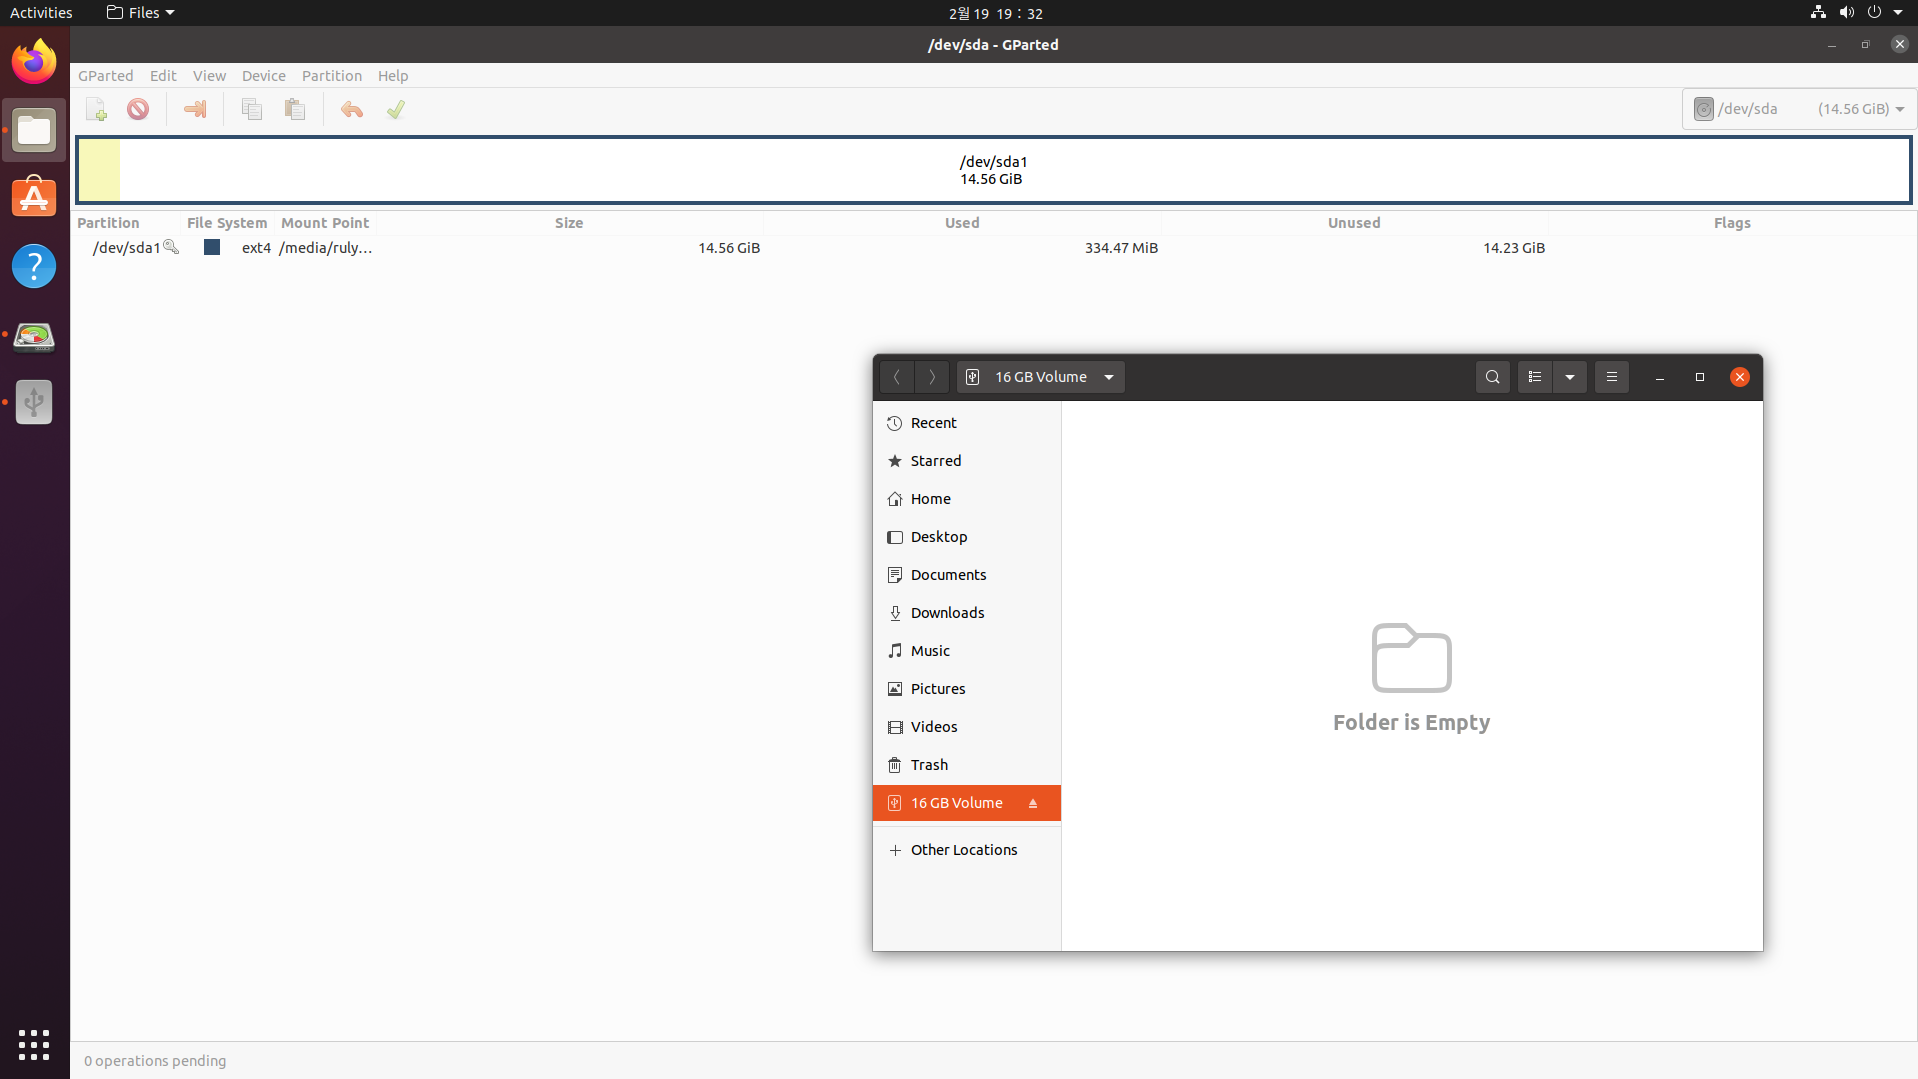 Activities Files 2월 19 19：32
/dev/sda - GParted
GParted Edit View Device Partition Help
/dev/sda (14.56 GiB)
/dev/sda1
14.56 GiB
Partition File System Mount Point Size Used Unused Flags
/dev/sda1 ext4 /media/ruly... 14.56 GiB 334.47 MiB 14.23 GiB
16 GB Volume
Recent
Starred
Home
Desktop
Documents
Downloads
Music
Pictures
Videos
Trash
16 GB Volume
Other Locations
Folder is Empty
0 operations pending